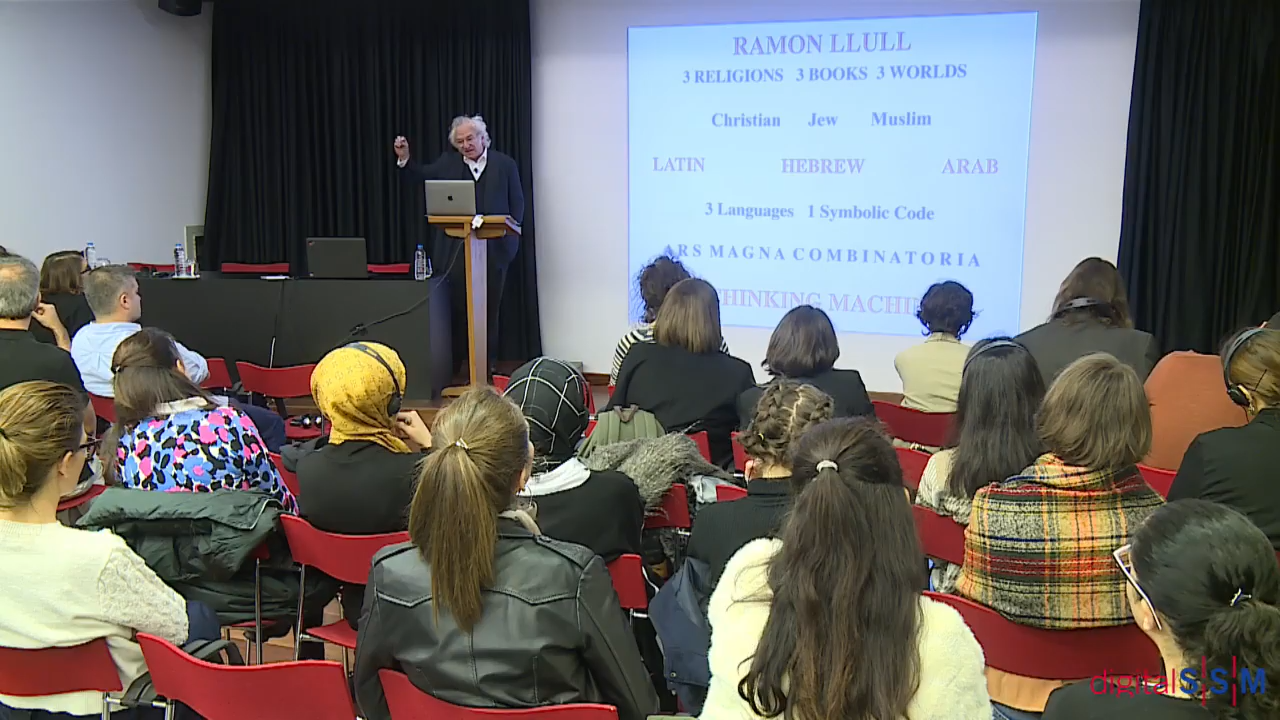 RAMON LLULL
3 RELIGIONS 3 BOOKS 3 WORLDS
Christian Jew Muslim
LATIN HEBREW ARAB
3 Languages 1 Symbolic Code
ARS MAGNA COMBINATORIA
digitalS|S|M